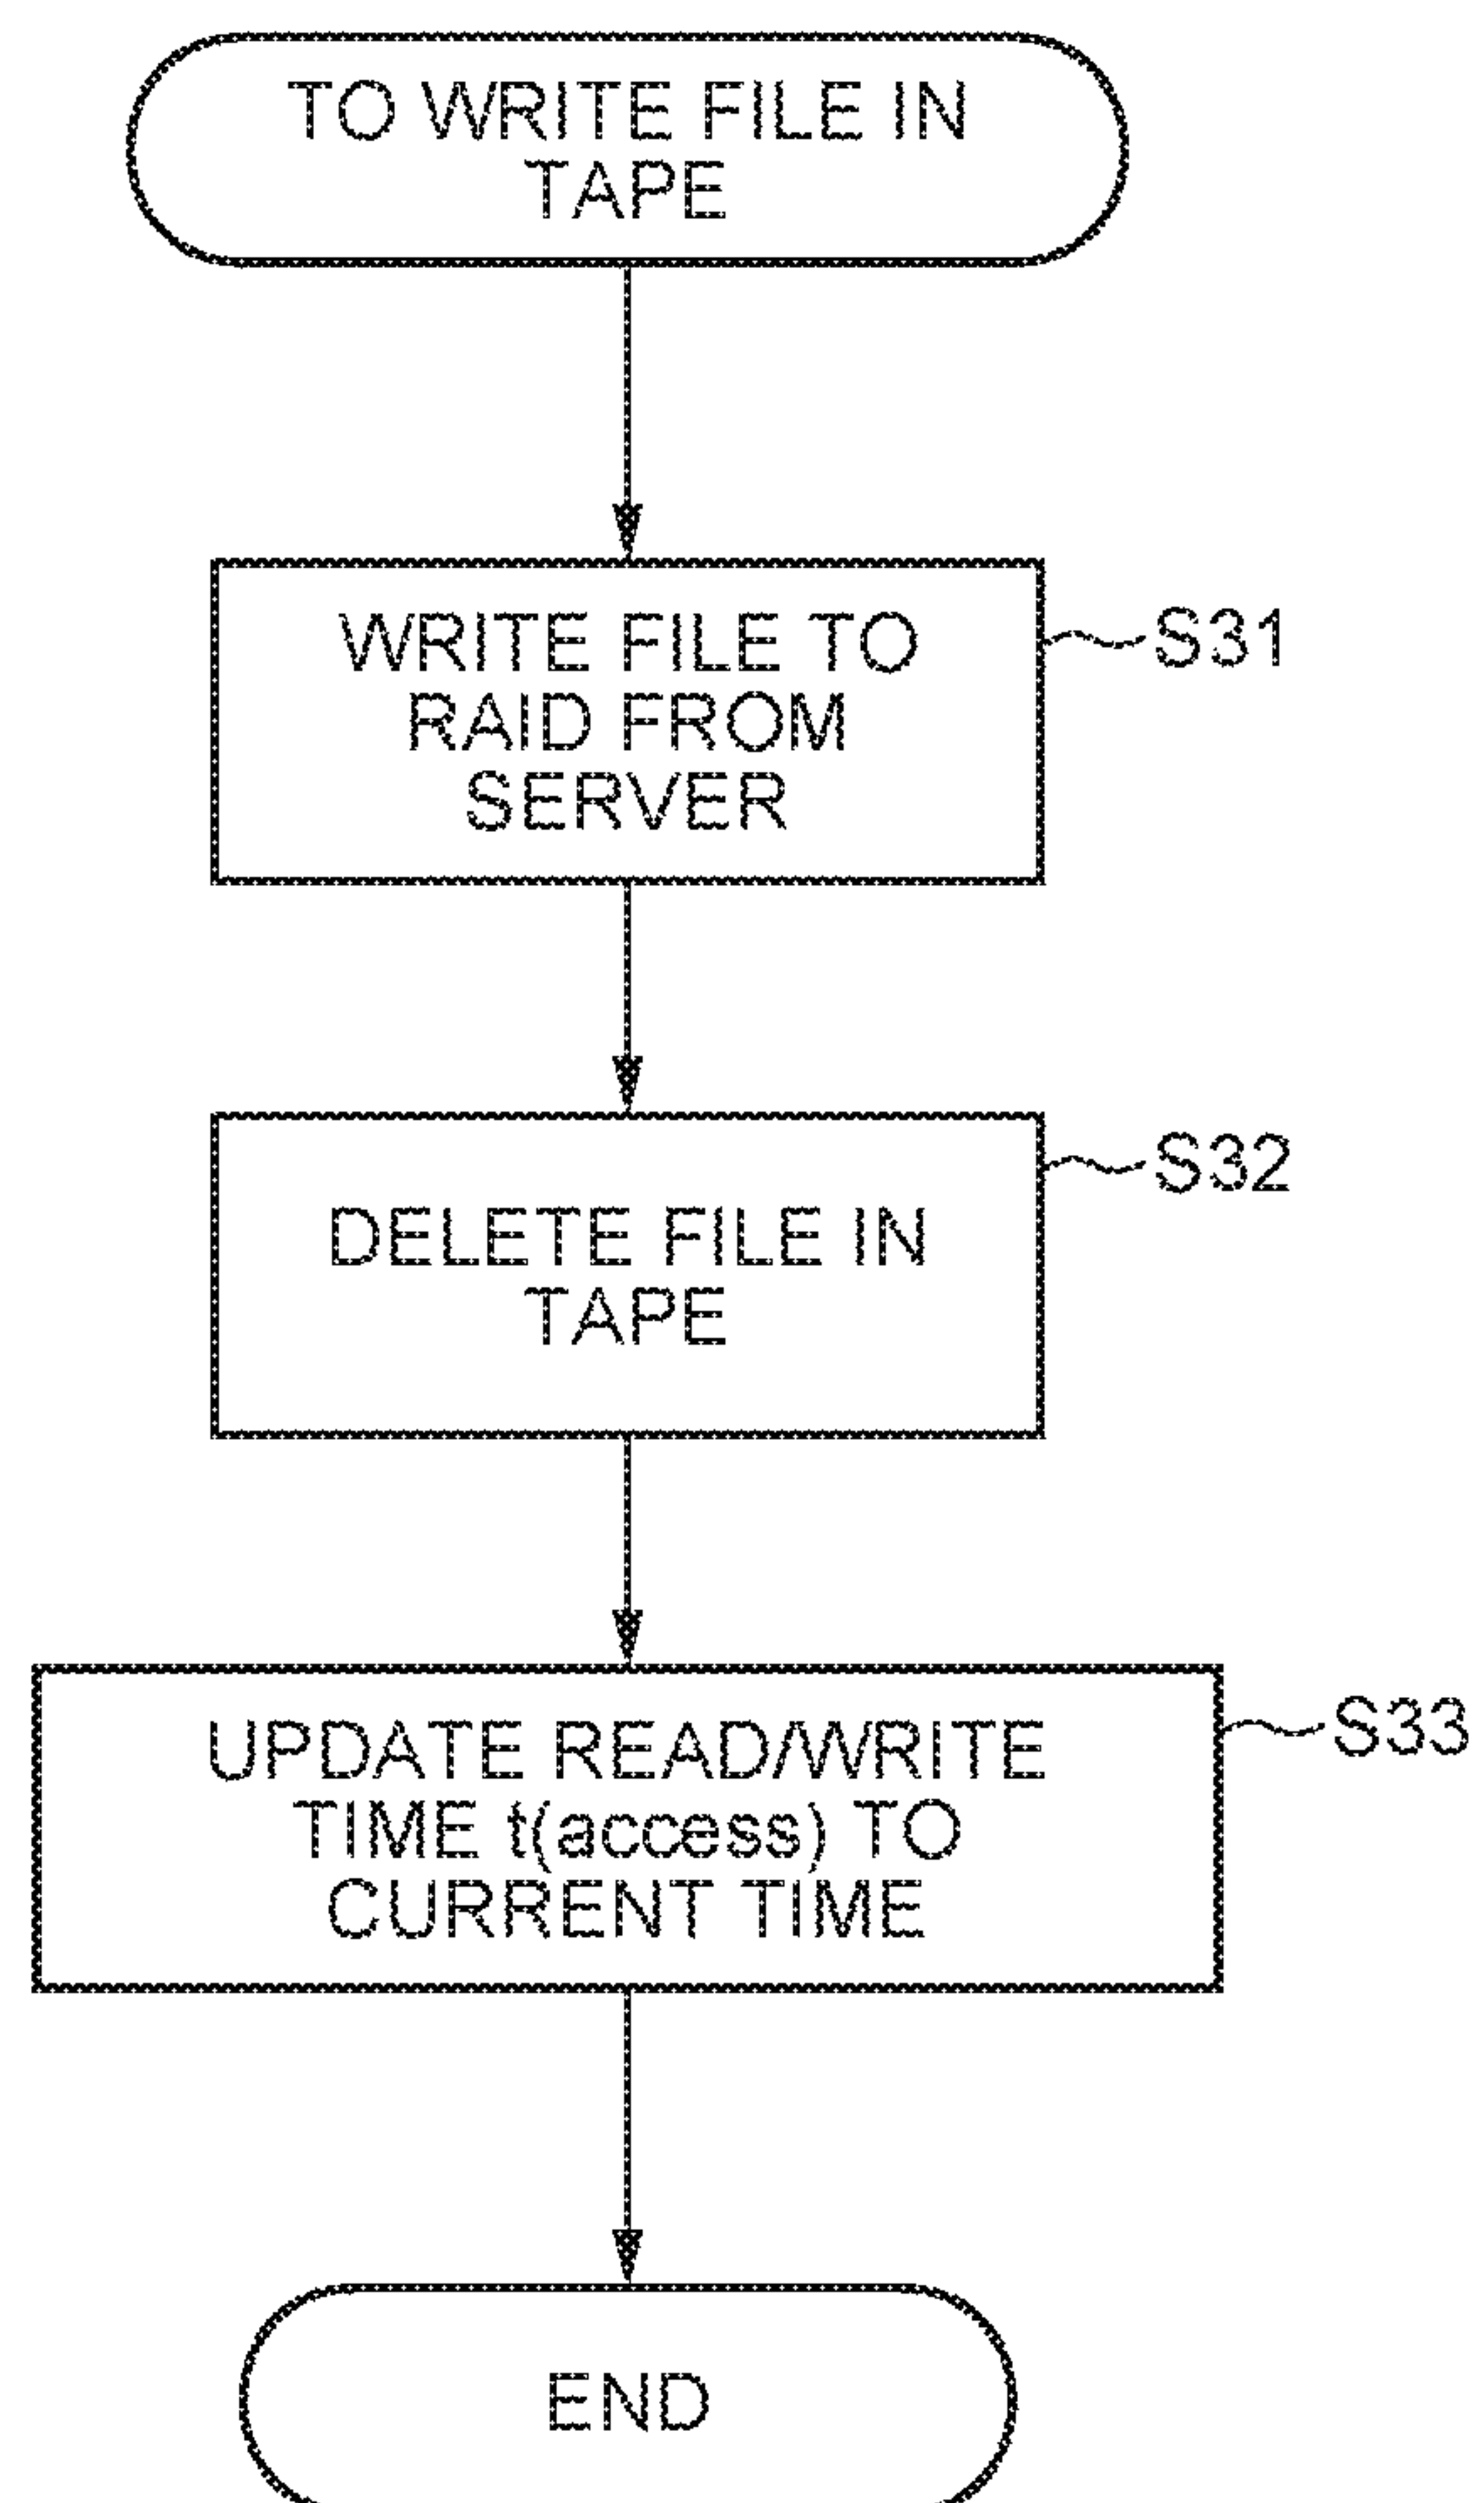 TO WRITE FILE IN
TAPE
WRITE FILE TO
RAID FROM
SERVER
S31
DELETE FILE IN
TAPE
S32
UPDATE READ/WRITE
TIME t(access) TO
CURRENT TIME
S33
END